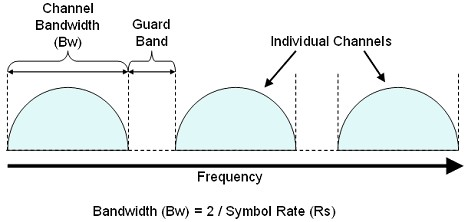 Channel
Bandwidth
(Bw)
Guard
Band
Individual Channels
Frequency
Bandwidth (Bw) = 2 / Symbol Rate (Rs)